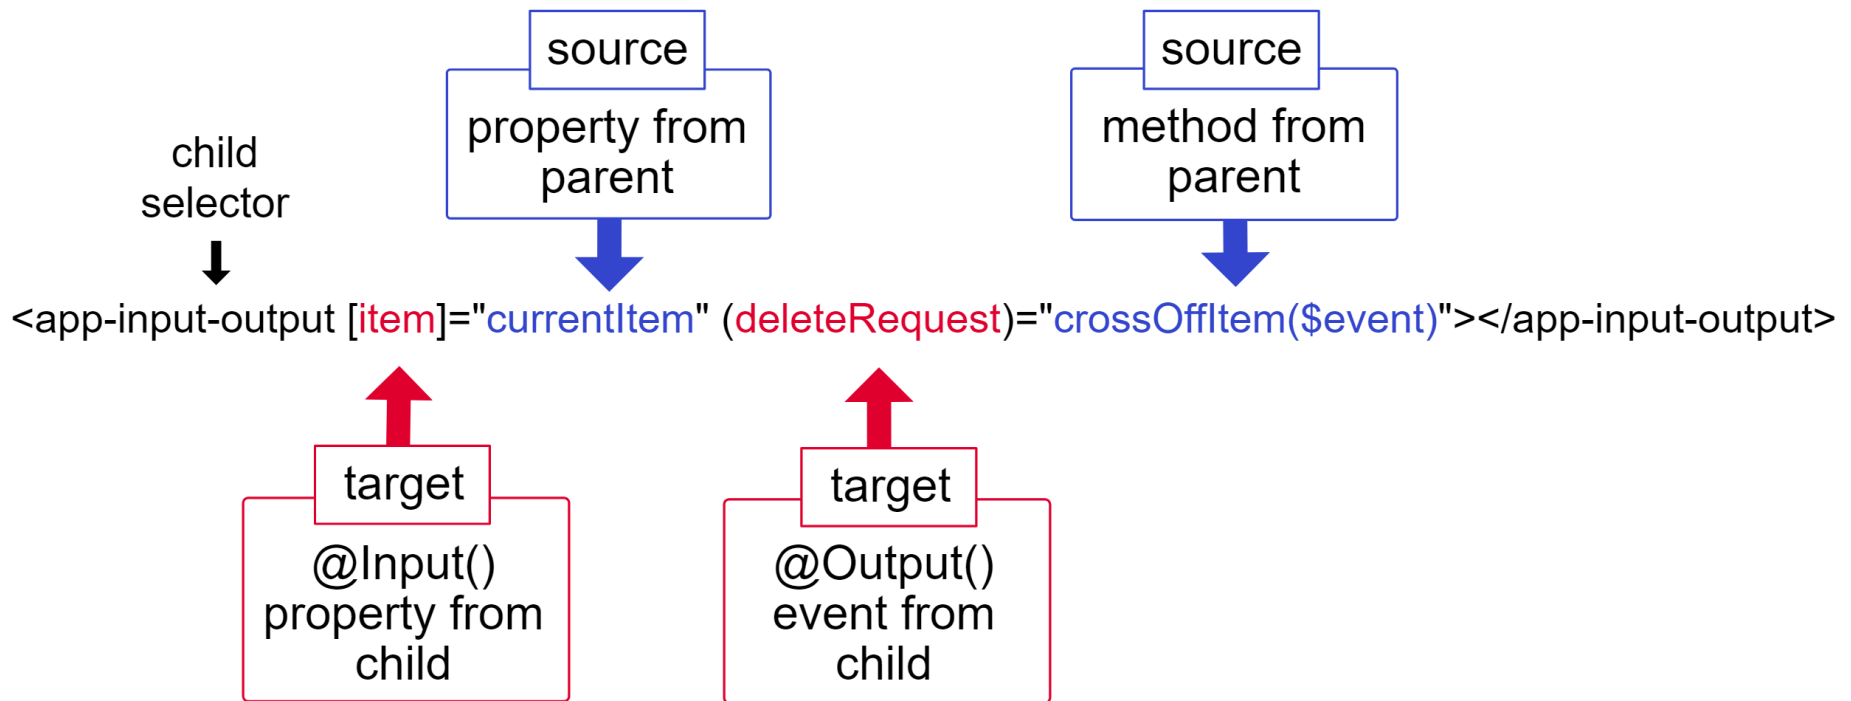 source
property from
parent
source
method from
parent
child
selector
<app-input-output [item]="currentItem" (deleteRequest)="crossOffItem($event)"></app-input-output>
target
@Input()
property from
child
target
@Output()
event from
child